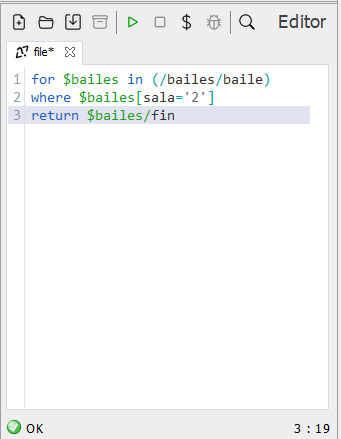 Editor
file*
1 for $bailes in (/bailes/baile)
2 where $bailes[sala='2']
3 return $bailes/fin
OK 3 : 19